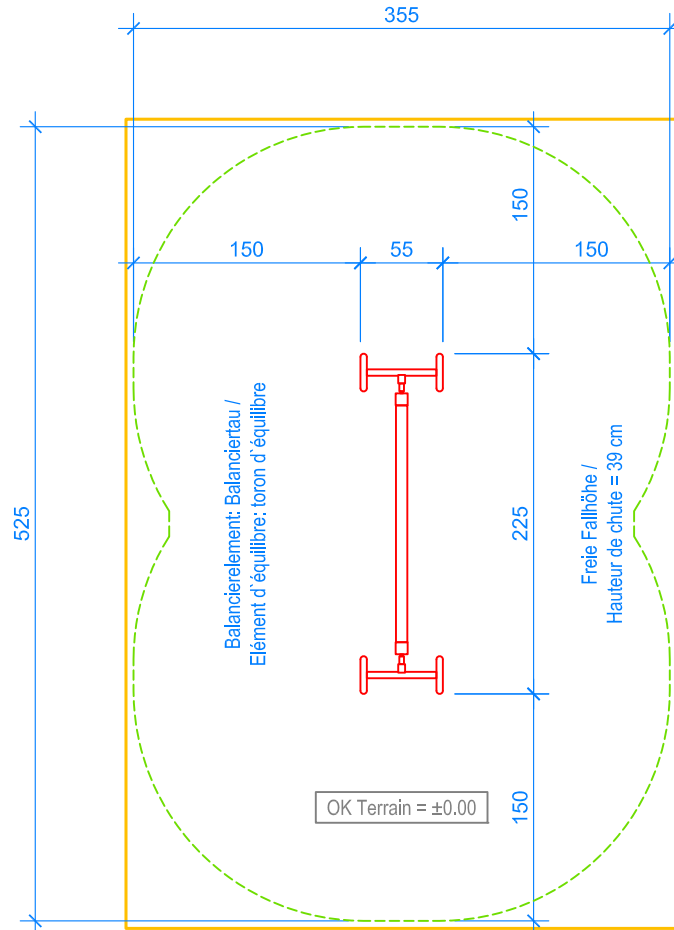 355
150
150
55
150
Balancierelement: Balanciertau /
Elément d`équilibre: toron d`équilibre
525
225
Freie Fallhöhe /
Hauteur de chute = 39 cm
OK Terrain = ±0.00
150